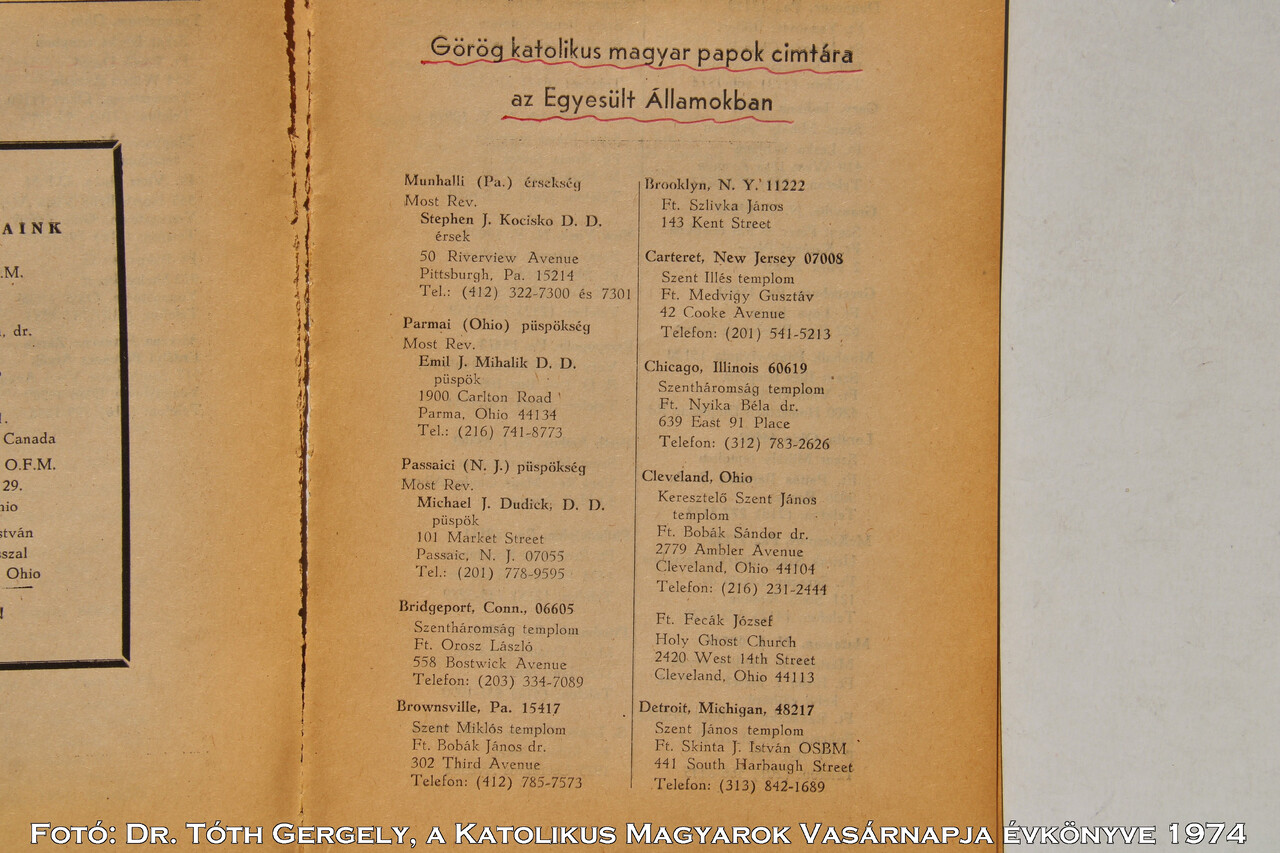 AINK
.M.
, dr.
Canada
O.F.M.
29.
Ohio
Görög katolikus magyar papok cimtára
az Egyesült Államokban
Munhalli (Pa.) érsekség
Most Rev.
Stephen J. Kocisko D. D.
érsek
50 Riverview Avenue
Pittsburgh, Pa. 15214
Tel.: (412) 322-7300 és 7301
Parmai (Ohio) püspökség
Most Rev.
Emil J. Mihalik D. D.
püspök
1900 Carlton Road
Parma, Ohio 44134
Tel.: (216) 741-8773
Passaici (N. J.) püspökség
Most Rev.
Michael J. Dudick, D. D.
püspök
101 Market Street
Passaic, N. J. 07055
Tel.: (201) 778-9595
Bridgeport, Conn., 06605
Szentháromság templom
Ft. Orosz László
558 Bostwick Avenue
Telefon: (203) 334-7089
Brownsville, Pa. 15417
Szent Miklós templom
Ft. Bobák János dr.
302 Third Avenue
Telefon: (412) 785-7573
Brooklyn, N. Y. 11222
Ft. Szlivka János
143 Kent Street
Carteret, New Jersey 07008
Szent Illés templom
Ft. Medvigy Gusztáv
42 Cooke Avenue
Telefon: (201) 541-5213
Chicago, Illinois 60619
Szentháromság templom
Ft. Nyika Béla dr.
639 East 91 Place
Telefon: (312) 783-2626
Cleveland, Ohio
Keresztelő Szent János
templom
Ft. Bobák Sándor dr.
2779 Ambler Avenue
Cleveland, Ohio 44104
Telefon: (216) 231-2444
Ft. Fecák József
Holy Ghost Church
2420 West 14th Street
Cleveland, Ohio 44113
Detroit, Michigan, 48217
Szent János templom
Ft. Skinta J. István OSBM
441 South Harbaugh Street
Telefon: (313) 842-1689
Fotó: Dr. Tóth Gergely, a Katolikus Magyarok Vasárnapja évkönyve 1974